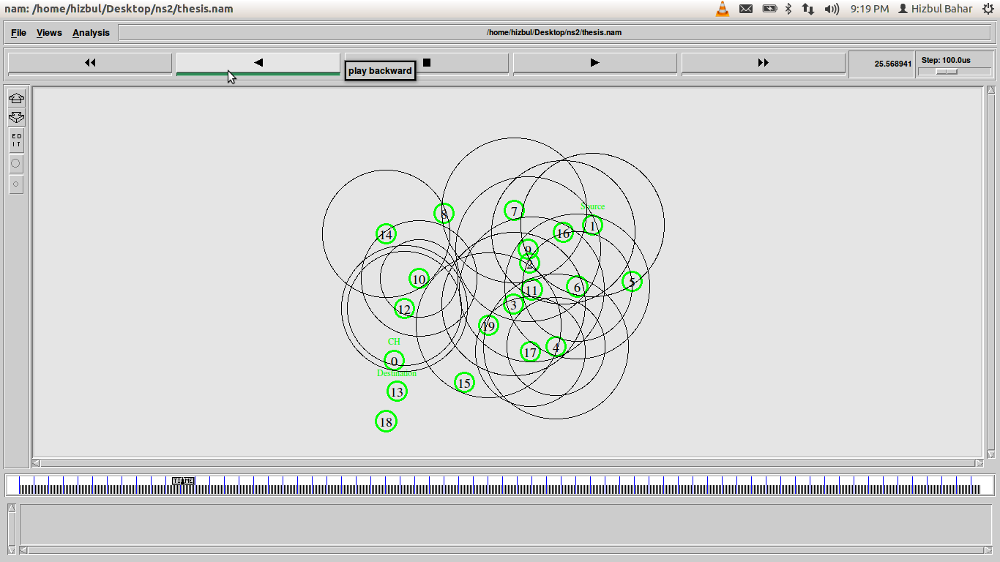 nam: /home/hizbul/Desktop/ns2/thesis.nam
9:19 PM Hizbul Bahar
File Views Analysis /home/hizbul/Desktop/ns2/thesis.nam
play backward
25.568941
Step: 100.0us
ED
IT
Source
8
7
1
14
16
9
2
10
5
6
11
3
12
19
CH
4
17
0
Destination
15
13
18
TIME